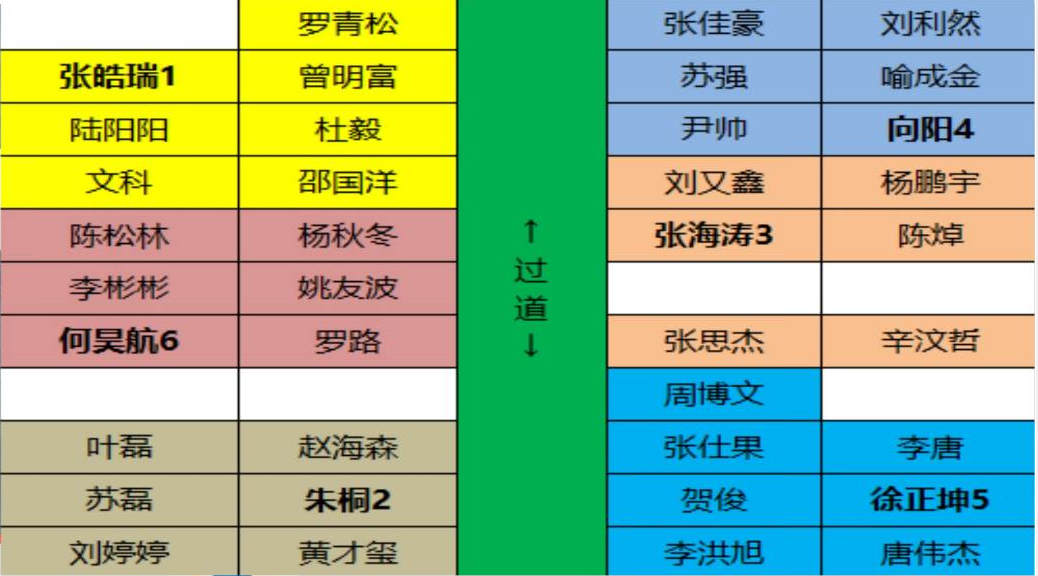 罗青松 张佳豪 刘利然
张皓瑞1 曾明富 苏强 喻成金
陆阳阳 杜毅 尹帅 向阳4
文科 邵国洋 刘又鑫 杨鹏宇
陈松林 杨秋冬 张海涛3 陈焯
李彬彬 姚友波
何昊航6 罗路 张思杰 辛汶哲
周博文
叶磊 赵海森 张仕果 李唐
苏磊 朱桐2 贺俊 徐正坤5
刘婷婷 黄才玺 李洪旭 唐伟杰
↑
过
道
↓